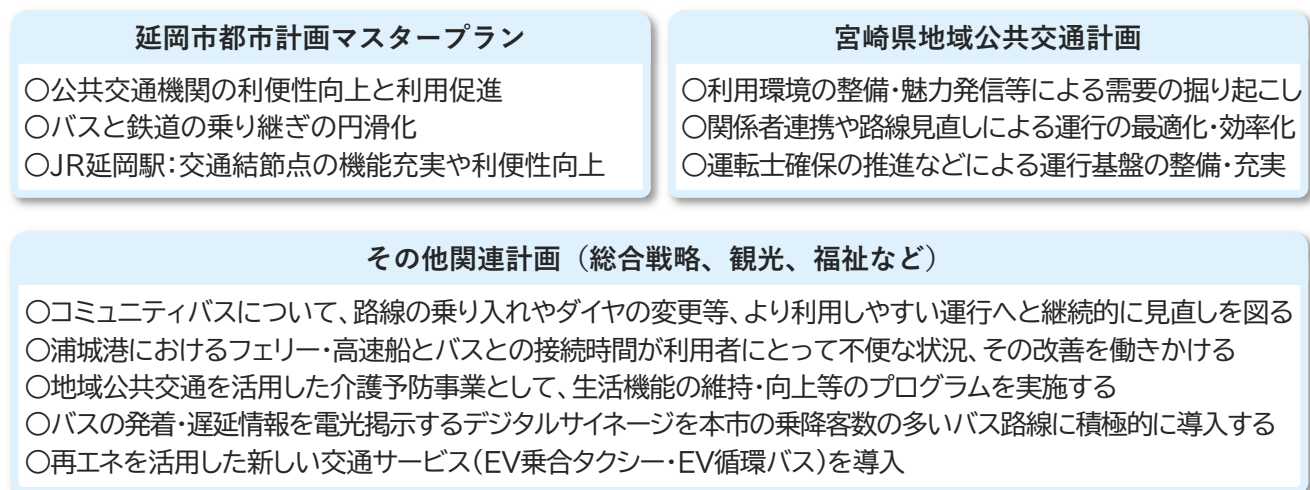 延岡市都市計画マスタープラン
〇公共交通機関の利便性向上と利用促進
〇バスと鉄道の乗り継ぎの円滑化
〇JR延岡駅：交通結節点の機能充実や利便性向上
宮崎県地域公共交通計画
〇利用環境の整備・魅力発信等による需要の掘り起こし
〇関係者連携や路線見直しによる運行の最適化・効率化
〇運転士確保の推進などによる運行基盤の整備・充実
その他関連計画（総合戦略、観光、福祉など）
〇コミュニティバスについて、路線の乗り入れやダイヤの変更等、より利用しやすい運行へと継続的に見直しを図る
〇浦城港におけるフェリー・高速船とバスとの接続時間が利用者にとって不便な状況、その改善を働きかける
〇地域公共交通を活用した介護予防事業として、生活機能の維持・向上等のプログラムを実施する
〇バスの発着・遅延情報を電光掲示するデジタルサイネージを本市の乗降客数の多いバス路線に積極的に導入する
〇再エネを活用した新しい交通サービス（EV乗合タクシー・EV循環バス）を導入